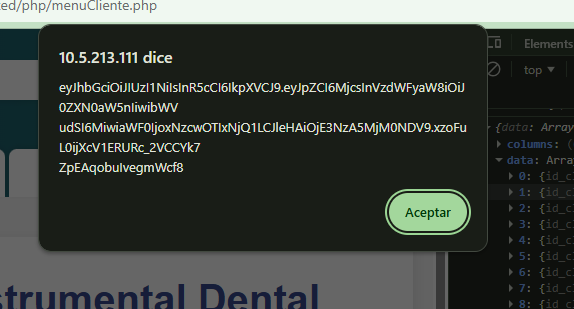 ced/php/menuCliente.php
10.5.213.111 dice
eyJhbGciOiJIUzI1NiIsInR5cCI6IkpXVCJ9.eyJpZCI6MjcsInVzdWFyaW8iOiJ
0ZXN0aW5nIiwibWV
udSI6MiwiaWF0IjoxNzcwOTIxNjQ1LCJleHAiOjE3NzA5MjM0NDV9.xzoFu
L0ijXcV1ERURc_2VCCYk7
ZpEAqobuIvegmWcf8
Aceptar
Elements
top
{data: Array
columns: (
data: Array
0: {id_c
1: {id_c
2: {id_c
3: {id_c
4: {id_c
5: {id_c
6: {id_c
7: {id_c
8: {id_c
strumental Dental